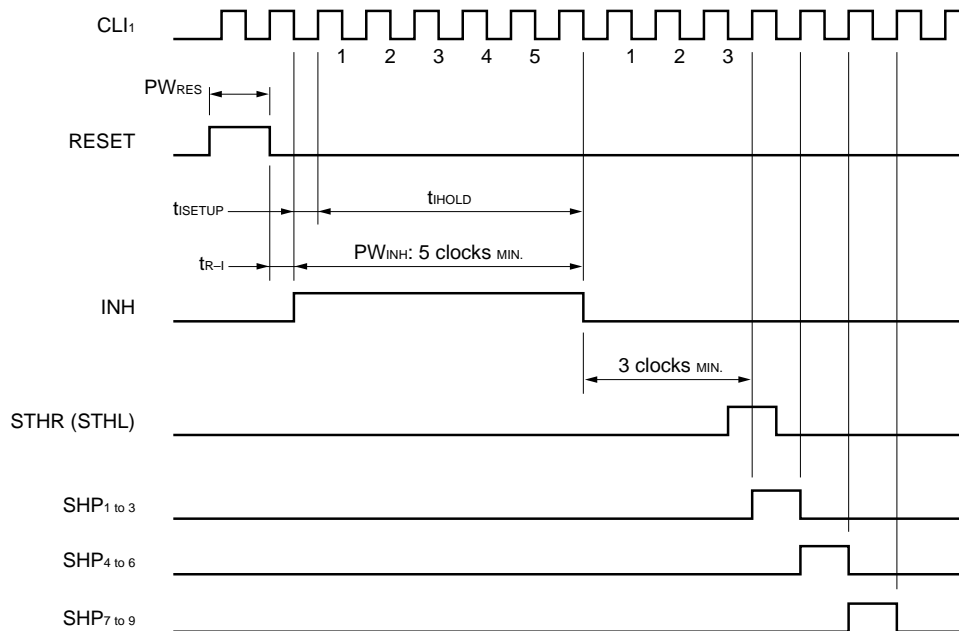 CLI1
1 2 3 4 5 1 2 3
PWRES
RESET
tISETUP tIHOLD
tR–I PWINH: 5 clocks MIN.
INH
3 clocks MIN.
STHR (STHL)
SHP1 to 3
SHP4 to 6
SHP7 to 9